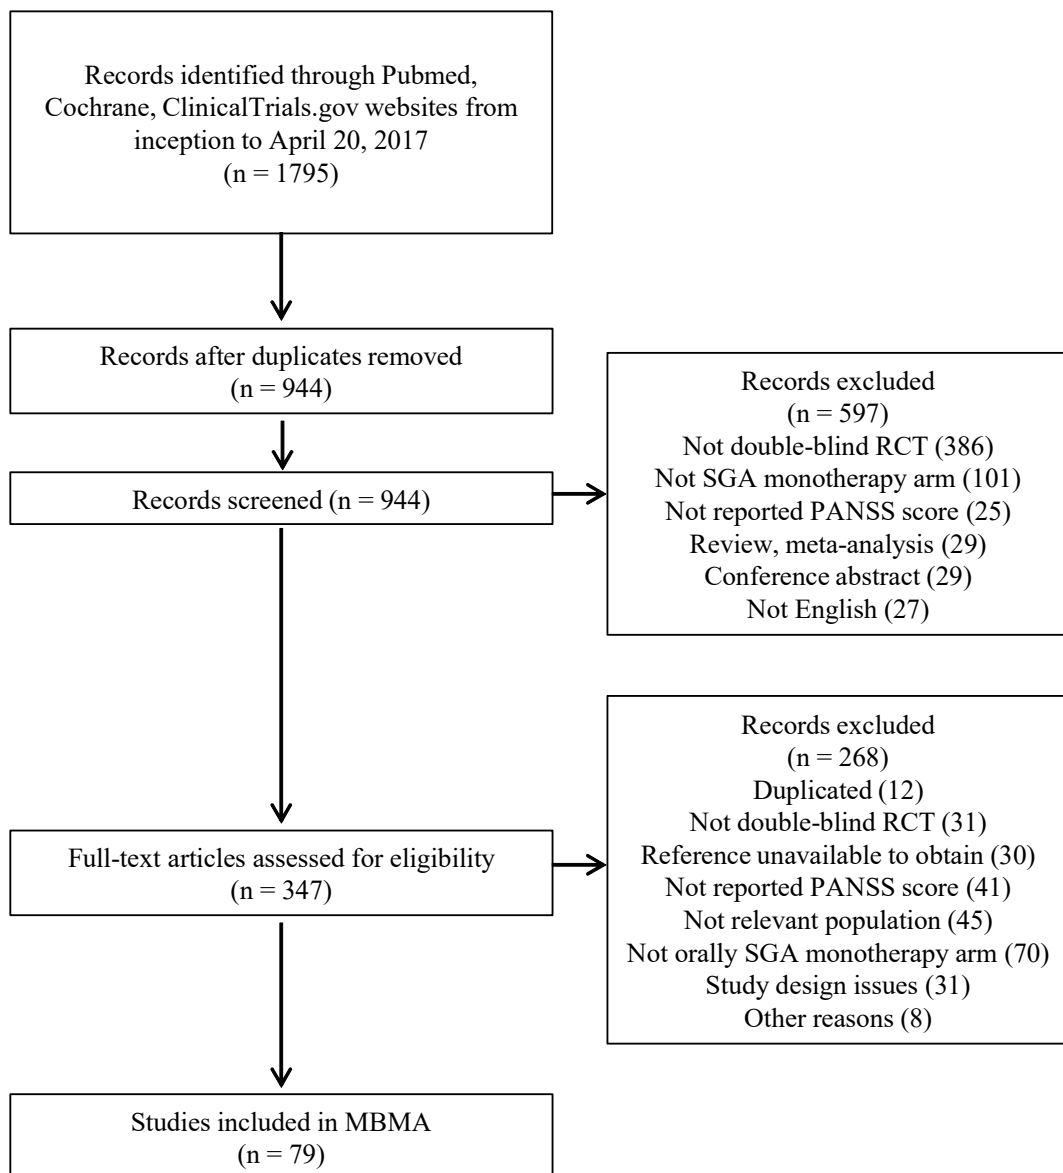 Records identified through Pubmed,
Cochrane, ClinicalTrials.gov websites from
inception to April 20, 2017
(n = 1795)
Records after duplicates removed
(n = 944)
Records screened (n = 944)
Records excluded
(n = 597)
Not double-blind RCT (386)
Not SGA monotherapy arm (101)
Not reported PANSS score (25)
Review, meta-analysis (29)
Conference abstract (29)
Not English (27)
Full-text articles assessed for eligibility
(n = 347)
Records excluded
(n = 268)
Duplicated (12)
Not double-blind RCT (31)
Reference unavailable to obtain (30)
Not reported PANSS score (41)
Not relevant population (45)
Not orally SGA monotherapy arm (70)
Study design issues (31)
Other reasons (8)
Studies included in MBMA
(n = 79)